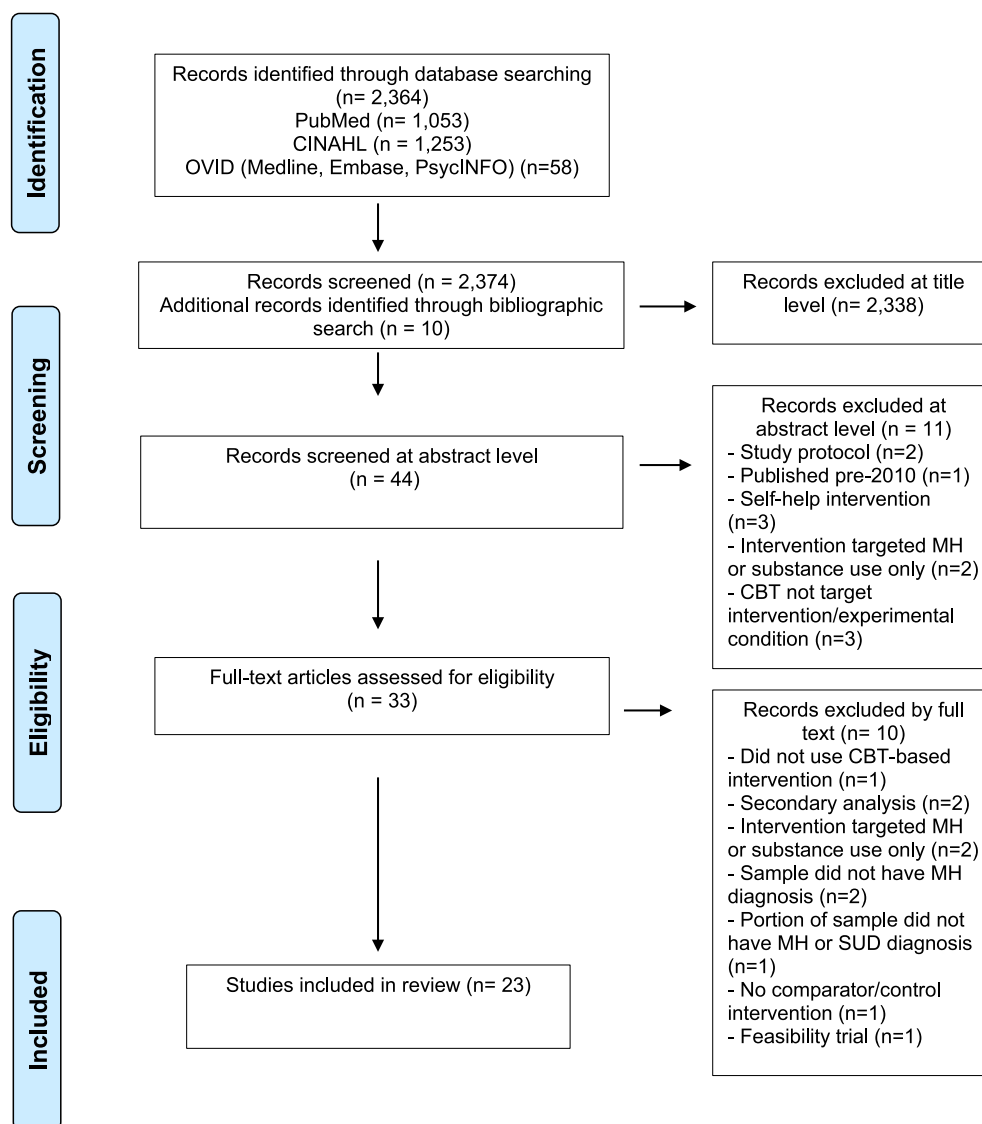 Identification
Records identified through database searching
(n= 2,364)
PubMed (n= 1,053)
CINAHL (n = 1,253)
OVID (Medline, Embase, PsycINFO) (n=58)
Records screened (n = 2,374)
Additional records identified through bibliographic
search (n = 10)
Records excluded at title
level (n= 2,338)
Screening
Records screened at abstract level
(n = 44)
Records excluded at
abstract level (n = 11)
- Study protocol (n=2)
- Published pre-2010 (n=1)
- Self-help intervention
(n=3)
- Intervention targeted MH
or substance use only (n=2)
- CBT not target
intervention/experimental
condition (n=3)
Eligibility
Full-text articles assessed for eligibility
(n = 33)
Records excluded by full
text (n= 10)
- Did not use CBT-based
intervention (n=1)
- Secondary analysis (n=2)
- Intervention targeted MH
or substance use only (n=2)
- Sample did not have MH
diagnosis (n=2)
- Portion of sample did not
have MH or SUD diagnosis
(n=1)
- No comparator/control
intervention (n=1)
- Feasibility trial (n=1)
Included
Studies included in review (n= 23)